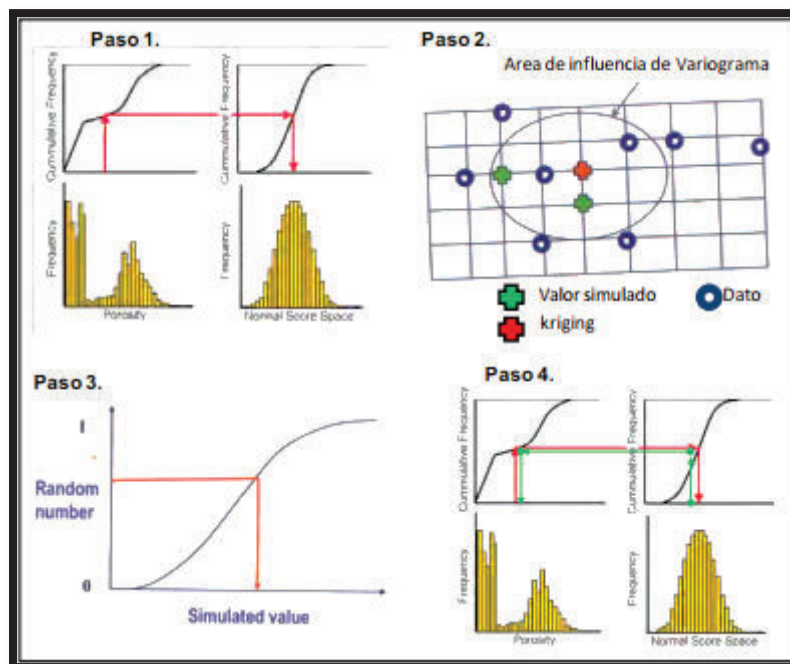 Paso 1.
Cummulative Frequency
Cummulative Frequency
Frequency
Porosity
Frequency
Normal Score Space
Paso 2.
Area de influencia de Variograma
Valor simulado
Dato
kriging
Paso 3.
1
Random
number
0
Simulated value
Paso 4.
Cummulative Frequency
Cummulative Frequency
Frequency
Porosity
Frequency
Normal Score Space